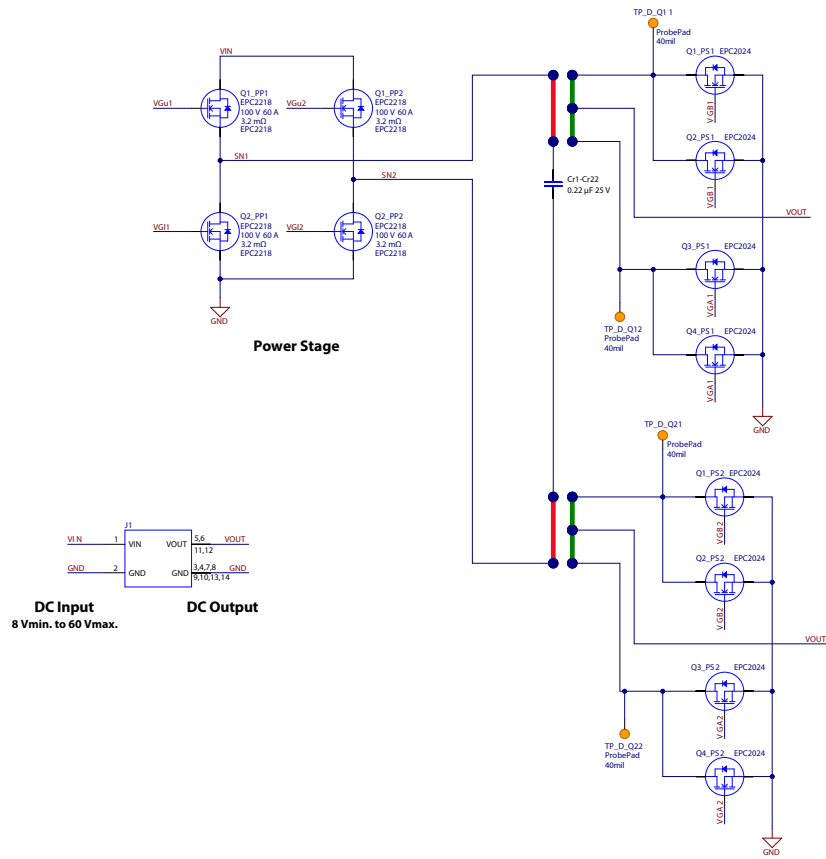 VIN
Q1_PP1
EPC2218
100 V 60 A
3.2 mΩ
EPC2218
VGu1
Q1_PP2
EPC2218
100 V 60 A
3.2 mΩ
EPC2218
VGu2
SN1
SN2
Q2_PP1
EPC2218
100 V 60 A
3.2 mΩ
EPC2218
VGl1
Q2_PP2
EPC2218
100 V 60 A
3.2 mΩ
EPC2218
VGl2
GND
Power Stage
Cr1-Cr22
0.22 µF 25 V
TP_D_Q1 1
ProbePad
40mil
Q1_PS1 EPC2024
VGB1
Q2_PS1 EPC2024
VGB1
VOUT
Q3_PS1 EPC2024
VGA1
TP_D_Q12
ProbePad
40mil
Q4_PS1 EPC2024
VGA1
GND
TP_D_Q21
ProbePad
40mil
Q1_PS2 EPC2024
VGB2
Q2_PS2 EPC2024
VGB2
VOUT
Q3_PS2 EPC2024
VGA2
TP_D_Q22
ProbePad
40mil
Q4_PS2 EPC2024
VGA2
GND
J1
VI N 1 VIN VOUT 5,6 VOUT
11,12
GND 2 GND GND 3,4,7,8 GND
9,10,13,14
DC Input
8 Vmin. to 60 Vmax.
DC Output